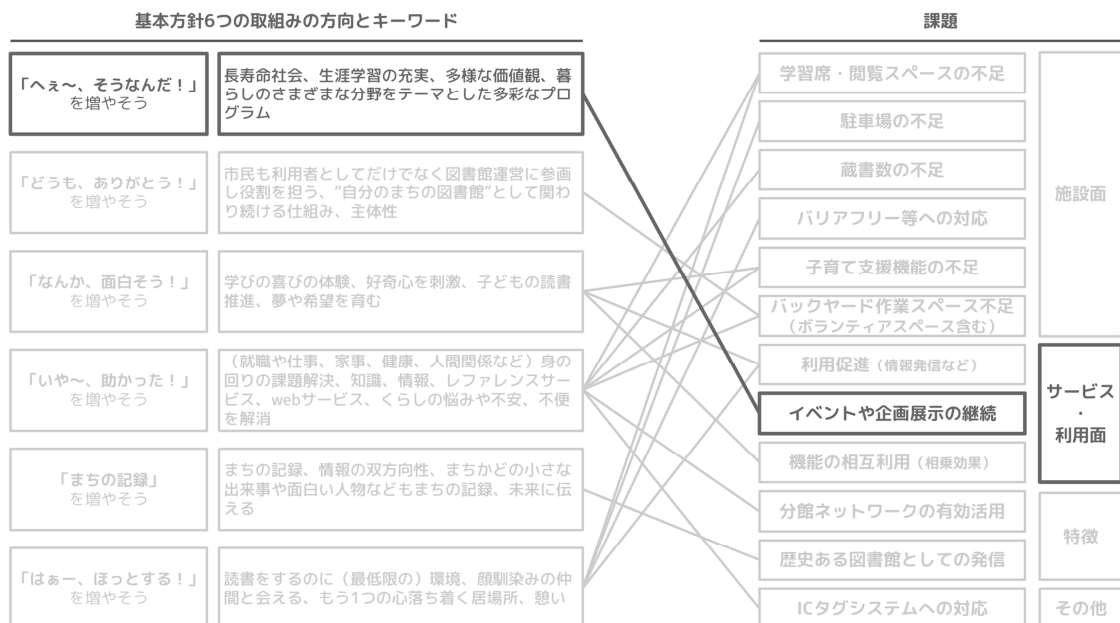 基本方針6つの取組みの方向とキーワード
「へぇ〜、そうなんだ！」
を増やそう
長寿命社会、生涯学習の充実、多様な価値観、暮
らしのさまざまな分野をテーマとした多彩なプロ
グラム
「どうも、ありがとう！」
を増やそう
市民も利用者としてだけでなく図書館運営に参画
し役割を担う、“自分のまちの図書館”として関わ
り続ける仕組み、主体性
「なんか、面白そう！」
を増やそう
学びの喜びの体験、好奇心を刺激、子どもの読書
推進、夢や希望を育む
「いや〜、助かった！」
を増やそう
（就職や仕事、家事、健康、人間関係など）身の
回りの課題解決、知識、情報、レファレンスサー
ビス、webサービス、くらしの悩みや不安、不便
を解消
「まちの記録」
を増やそう
まちの記録、情報の双方向性、まちかどの小さな
出来事や面白い人物などもまちの記録、未来に伝
える
「はぁー、ほっとする！」
を増やそう
読書をするのに（最低限の）環境、顔馴染みの仲
間と会える、もう1つの心落ち着く居場所、憩い
課題
学習席・閲覧スペースの不足
駐車場の不足
蔵書数の不足
バリアフリー等への対応
子育て支援機能の不足
バックヤード作業スペース不足
（ボランティアスペース含む）
利用促進（情報発信など）
イベントや企画展示の継続
機能の相互利用（相乗効果）
分館ネットワークの有効活用
歴史ある図書館としての発信
ICタグシステムへの対応
施設面
サービス
・
利用面
特徴
その他